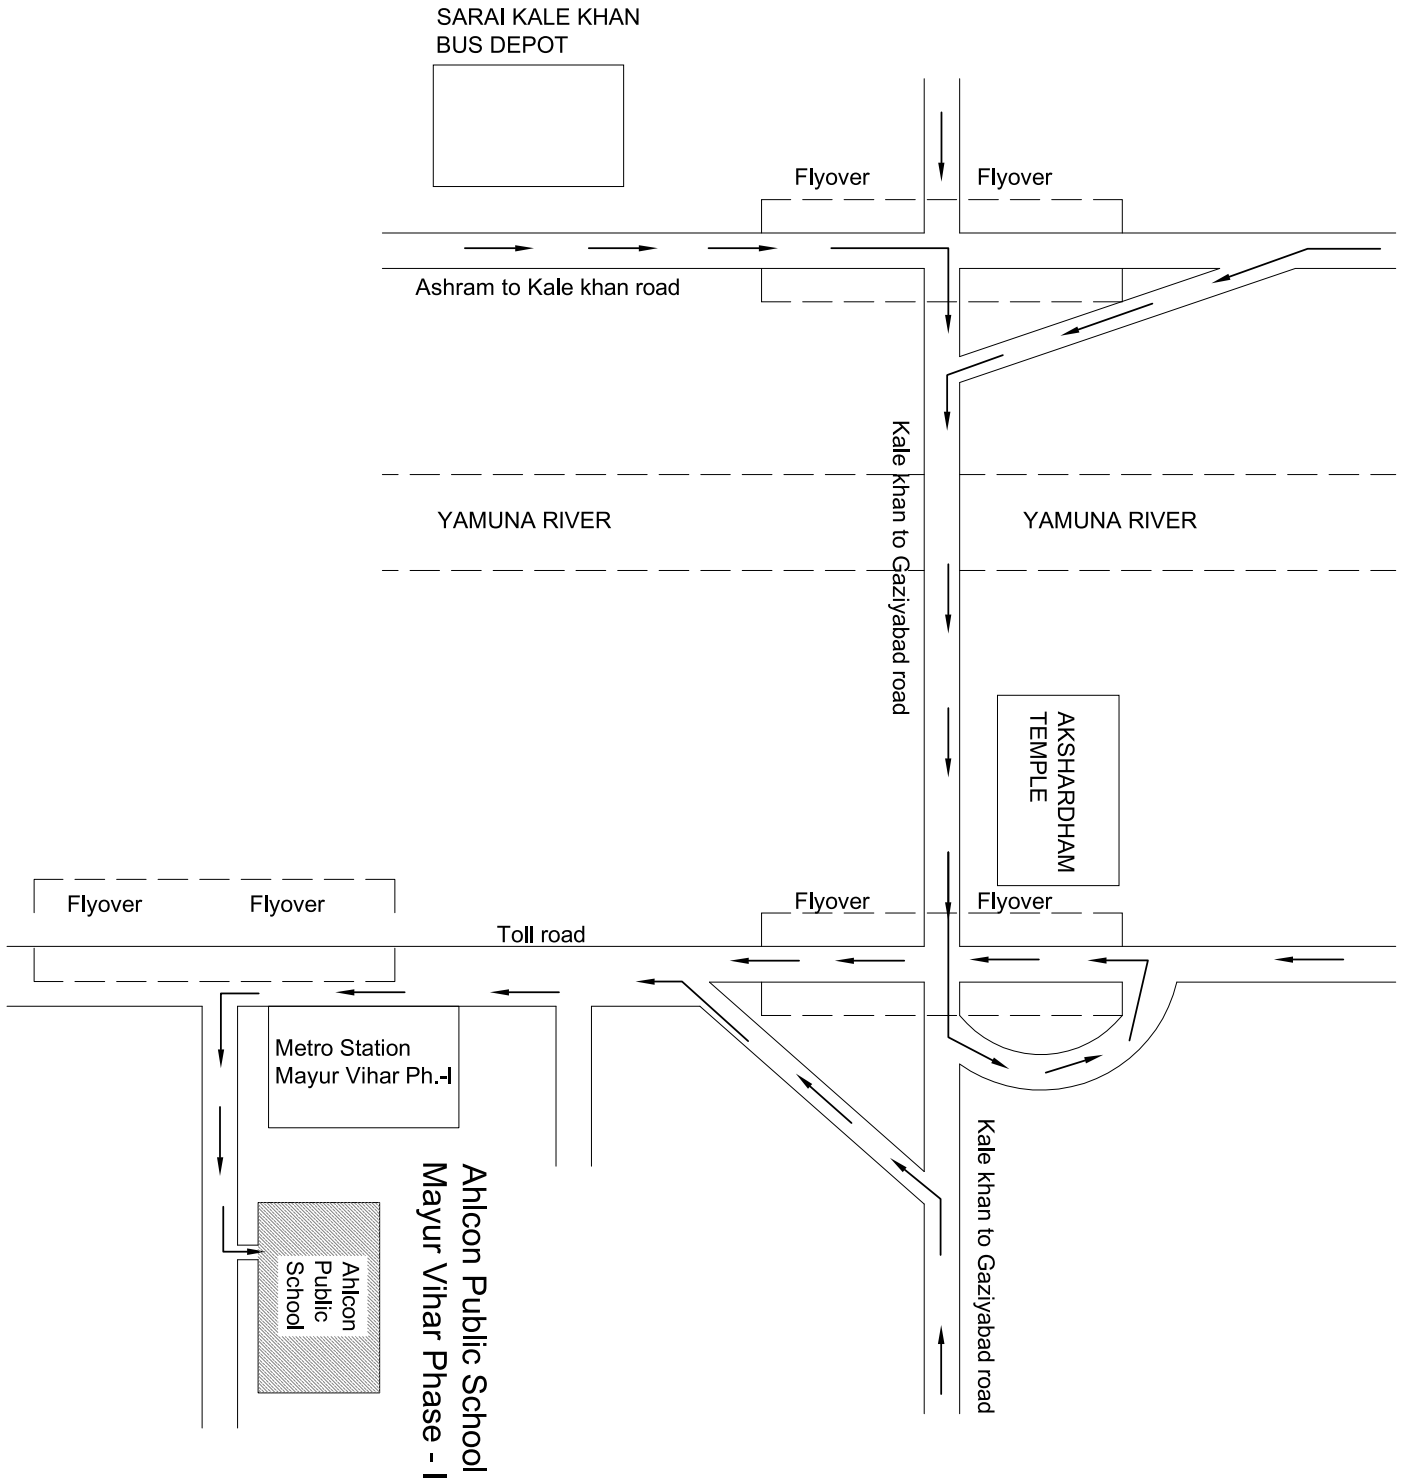 SARAI KALE KHAN
BUS DEPOT
Flyover
Flyover
Ashram to Kale khan road
Kale khan to Gaziyabad road
YAMUNA RIVER
YAMUNA RIVER
AKSHARDHAM
TEMPLE
Flyover
Flyover
Flyover
Flyover
Toll road
Metro Station
Mayur Vihar Ph.-I
Kale khan to Gaziyabad road
Ahlcon Public School
Mayur Vihar Phase - I
Ahlcon
Public
School